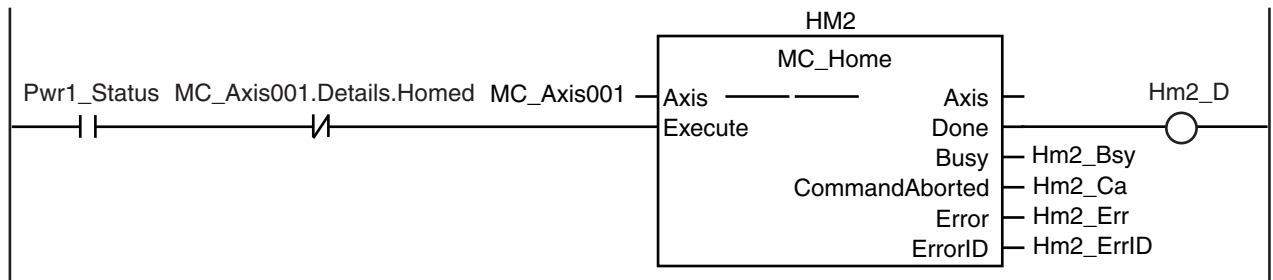 HM2
MC_Home
Pwr1_Status MC_Axis001.Details.Homed MC_Axis001 Axis Axis Hm2_D
Execute Done
Busy Hm2_Bsy
CommandAborted Hm2_Ca
Error Hm2_Err
ErrorID Hm2_ErrID